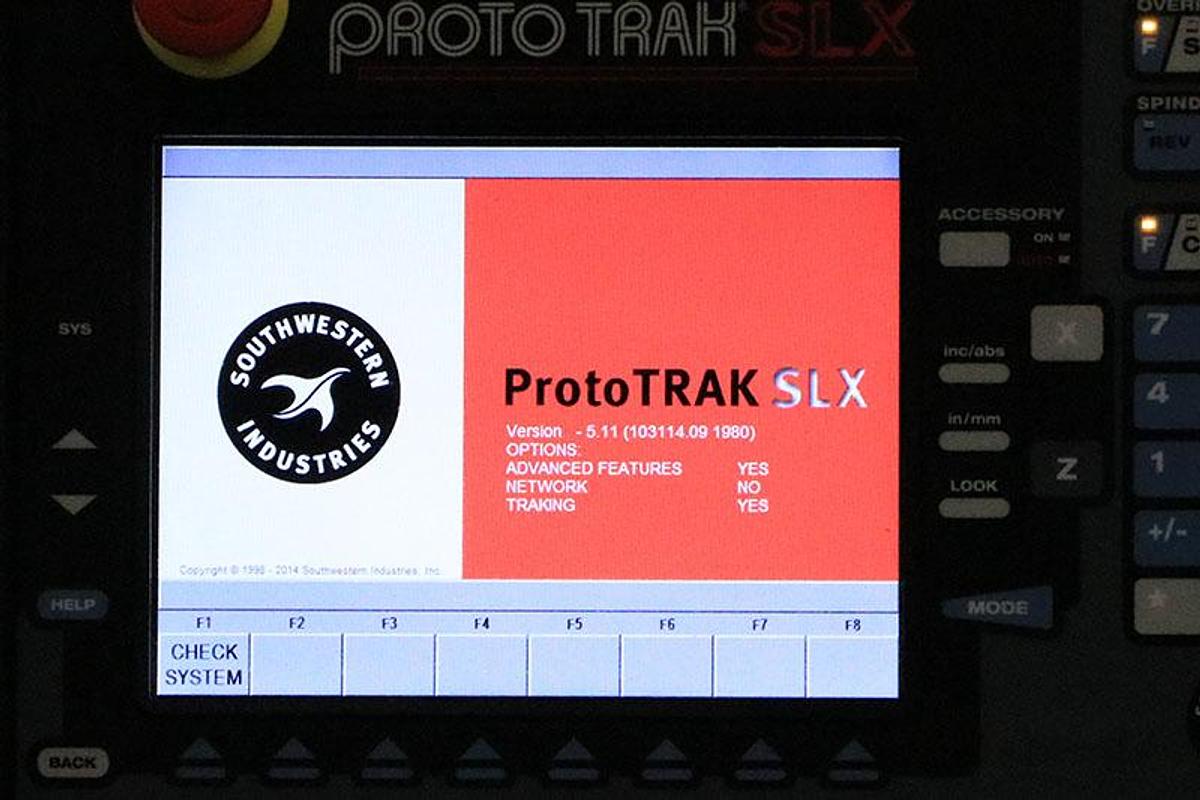 PROTO TRAK SLX
SOUTHWESTERN
INDUSTRIES
ProtoTRAK SLX
Version - 5.11 (103114.09 1980)
OPTIONS:
ADVANCED FEATURES YES
NETWORK NO
TRAKING YES
Copyright © 1998 - 2014 Southwestern Industries, Inc.
F1 F2 F3 F4 F5 F6 F7 F8
CHECK
SYSTEM
SYS
HELP
BACK
ACCESSORY
ON
AUTO
inc/abs
in/mm
LOOK
X
Z
MODE
F
REV
F
7
4
1
+/-
*